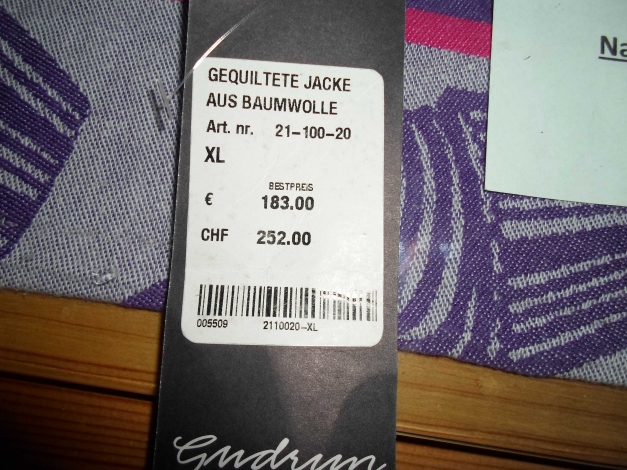 GEQUILTETE JACKE
AUS BAUMWOLLE
Art. nr. 21-100-20
XL
BESTPREIS
€ 183.00
CHF 252.00
005509 2110020-XL
Gudrun
Na